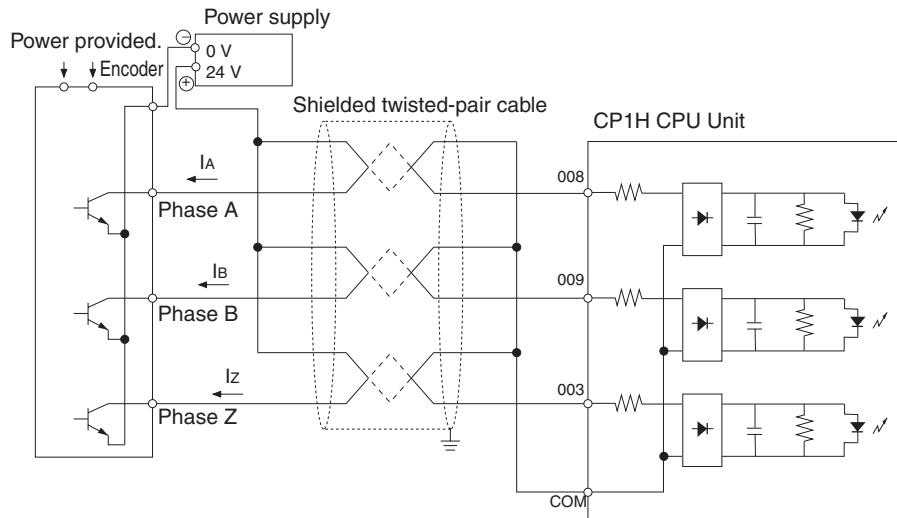 Power supply
Power provided.
Encoder
⊖
0 V
24 V
⊕
Shielded twisted-pair cable
CP1H CPU Unit
IA
008
Phase A
IB
009
Phase B
IZ
003
Phase Z
COM